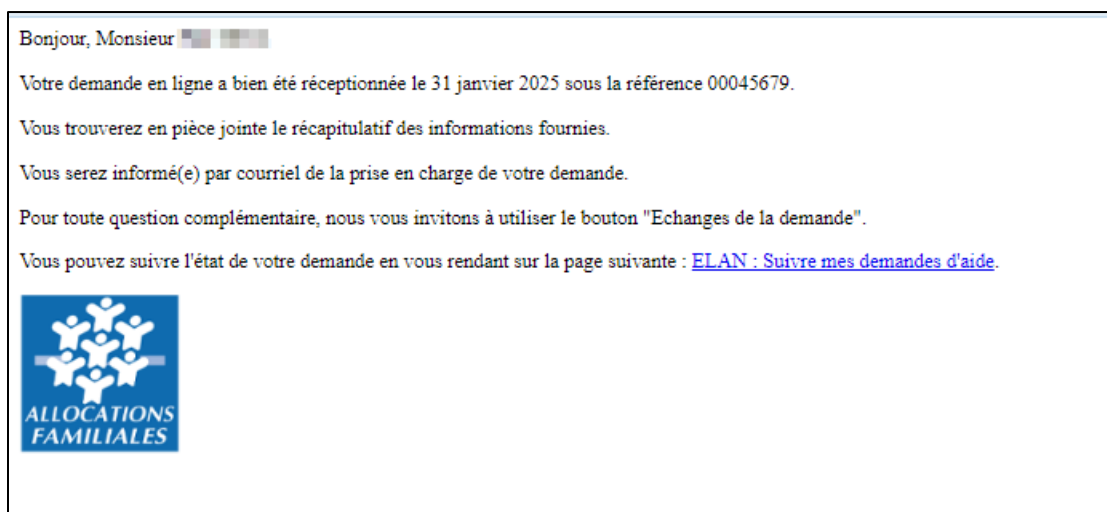 Bonjour, Monsieur
Votre demande en ligne a bien été réceptionnée le 31 janvier 2025 sous la référence 00045679.
Vous trouverez en pièce jointe le récapitulatif des informations fournies.
Vous serez informé(e) par courriel de la prise en charge de votre demande.
Pour toute question complémentaire, nous vous invitons à utiliser le bouton "Echanges de la demande".
Vous pouvez suivre l'état de votre demande en vous rendant sur la page suivante : ELAN : Suivre mes demandes d'aide.
ALLOCATIONS
FAMILIALES